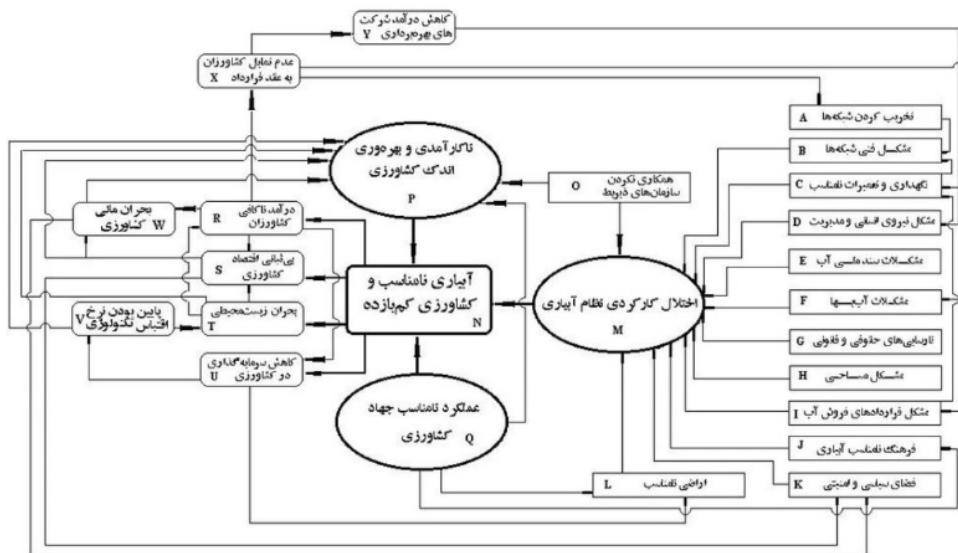 کاهش درآمد شرکت
های بهره‌برداری Y
عدم تمایل کشاورزان
به عقد قرارداد X
ناکارآمدی و بهره‌وری
اندک کشاورزی
P
همکاری نکردن
سازمان‌های ذیربط O
A تخریب کردن شبکه‌ها
B مشکل فنی شبکه‌ها
C نگهداری و تعمیرات نامناسب
D مشکل نیروی انسانی و مدیریت
E مشکلات سندملی آب
F مشکلات آب‌بها
G نارسایی‌های حقوقی و قانونی
H مشکل مساحی
I مشکل قراردادهای فروش آب
J فرهنگ نامناسب آبیاری
K فضای سیاسی و امنیتی
L اراضی نامناسب
اختلال کارکردی نظام آبیاری
M
آبیاری نامناسب و
کشاورزی کم‌بازده
N
عملکرد نامناسب جهاد
کشاورزی Q
درآمد ناکافی
کشاورزان R
بی‌ثباتی اقتصاد
کشاورزی S
بحران زیست‌محیطی
T
کاهش سرمایه‌گذاری
در کشاورزی U
بحران مالی
کشاورزی W
پایین بودن نرخ
اقتباس تکنولوژی V